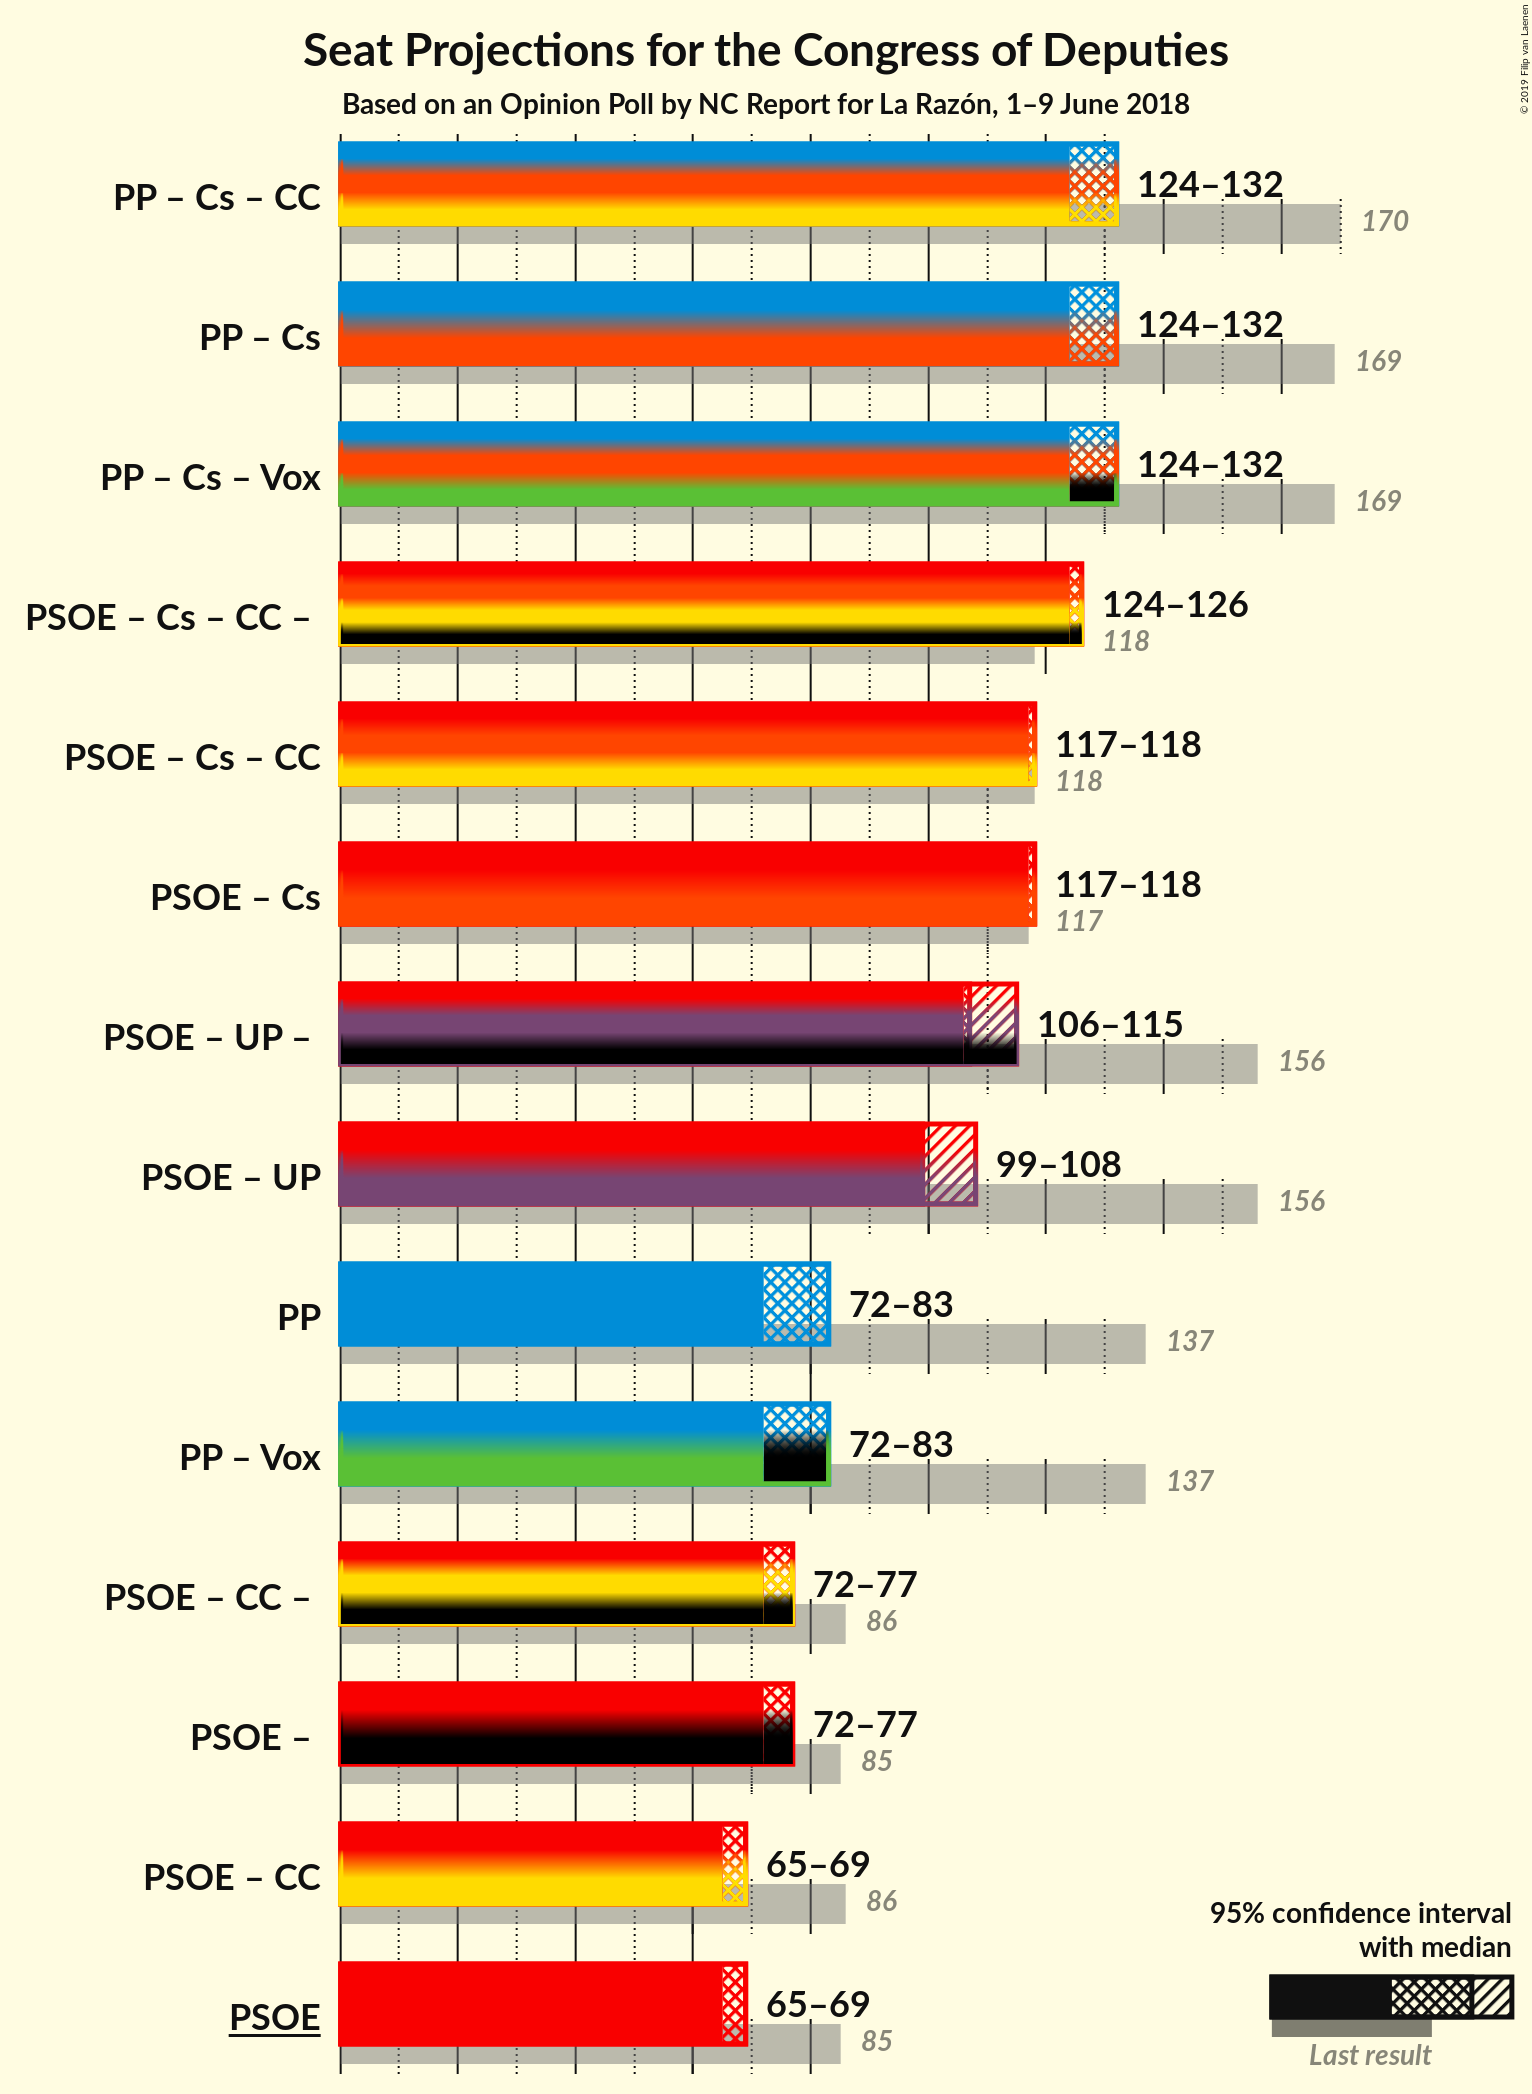 Seat Projections for the Congress of Deputies
Based on an Opinion Poll by NC Report for La Razón, 1–9 June 2018
© 2019 Filip van Laenen
PP – Cs – CC
124–132
170
PP – Cs
124–132
169
PP – Cs – Vox
124–132
169
PSOE – Cs – CC –
124–126
118
PSOE – Cs – CC
117–118
118
PSOE – Cs
117–118
117
PSOE – UP –
106–115
156
PSOE – UP
99–108
156
PP
72–83
137
PP – Vox
72–83
137
PSOE – CC –
72–77
86
PSOE –
72–77
85
PSOE – CC
65–69
86
PSOE
65–69
85
95% confidence interval
with median
Last result